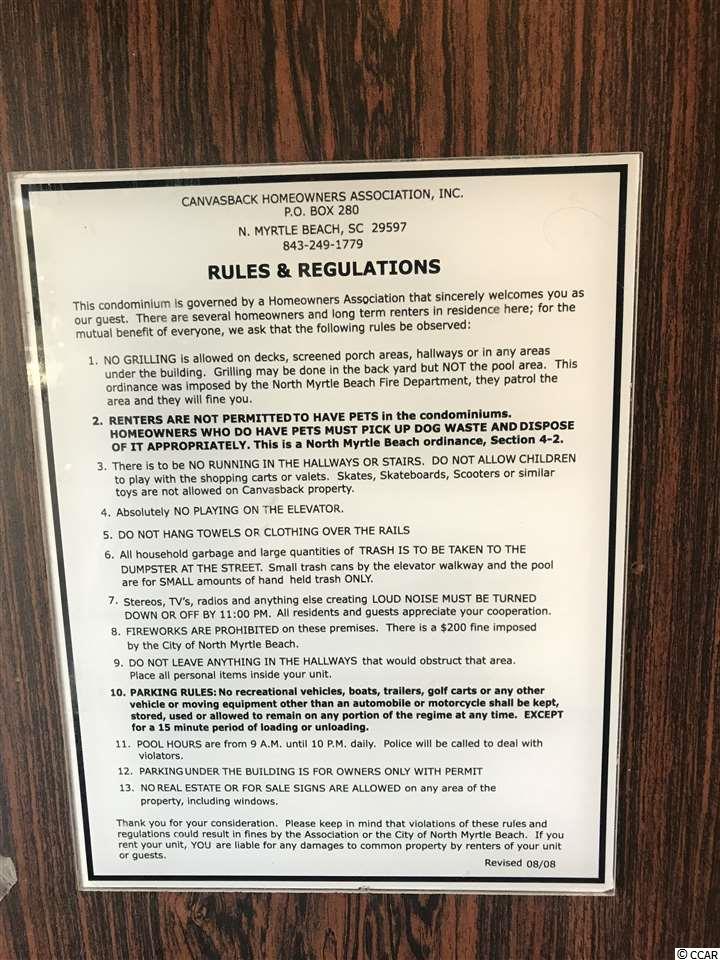 CANVASBACK HOMEOWNERS ASSOCIATION, INC.
P.O. BOX 280
N. MYRTLE BEACH, SC 29597
843-249-1779
RULES & REGULATIONS
This condominium is governed by a Homeowners Association that sincerely welcomes you as
our guest. There are several homeowners and long term renters in residence here; for the
mutual benefit of everyone, we ask that the following rules be observed:
1. NO GRILLING is allowed on decks, screened porch areas, hallways or in any areas
under the building. Grilling may be done in the back yard but NOT the pool area. This
ordinance was imposed by the North Myrtle Beach Fire Department, they patrol the
area and they will fine you.
2. RENTERS ARE NOT PERMITTED TO HAVE PETS in the condominiums.
HOMEOWNERS WHO DO HAVE PETS MUST PICK UP DOG WASTE AND DISPOSE
OF IT APPROPRIATELY. This is a North Myrtle Beach ordinance, Section 4-2.
3. There is to be NO RUNNING IN THE HALLWAYS OR STAIRS. DO NOT ALLOW CHILDREN
to play with the shopping carts or valets. Skates, Skateboards, Scooters or similar
toys are not allowed on Canvasback property.
4. Absolutely NO PLAYING ON THE ELEVATOR.
5. DO NOT HANG TOWELS OR CLOTHING OVER THE RAILS
6. All household garbage and large quantities of TRASH IS TO BE TAKEN TO THE
DUMPSTER AT THE STREET. Small trash cans by the elevator walkway and the pool
are for SMALL amounts of hand held trash ONLY.
7. Stereos, TV's, radios and anything else creating LOUD NOISE MUST BE TURNED
DOWN OR OFF BY 11:00 PM. All residents and guests appreciate your cooperation.
8. FIREWORKS ARE PROHIBITED on these premises. There is a $200 fine imposed
by the City of North Myrtle Beach.
9. DO NOT LEAVE ANYTHING IN THE HALLWAYS that would obstruct that area.
Place all personal items inside your unit.
10. PARKING RULES: No recreational vehicles, boats, trailers, golf carts or any other
vehicle or moving equipment other than an automobile or motorcycle shall be kept,
stored, used or allowed to remain on any portion of the regime at any time. EXCEPT
for a 15 minute period of loading or unloading.
11. POOL HOURS are from 9 A.M. until 10 P.M. daily. Police will be called to deal with
violators.
12. PARKING UNDER THE BUILDING IS FOR OWNERS ONLY WITH PERMIT
13. NO REAL ESTATE OR FOR SALE SIGNS ARE ALLOWED on any area of the
property, including windows.
Thank you for your consideration. Please keep in mind that violations of these rules and
regulations could result in fines by the Association or the City of North Myrtle Beach. If you
rent your unit, YOU are liable for any damages to common property by renters of your unit
or guests.
Revised 08/08
© CCAR